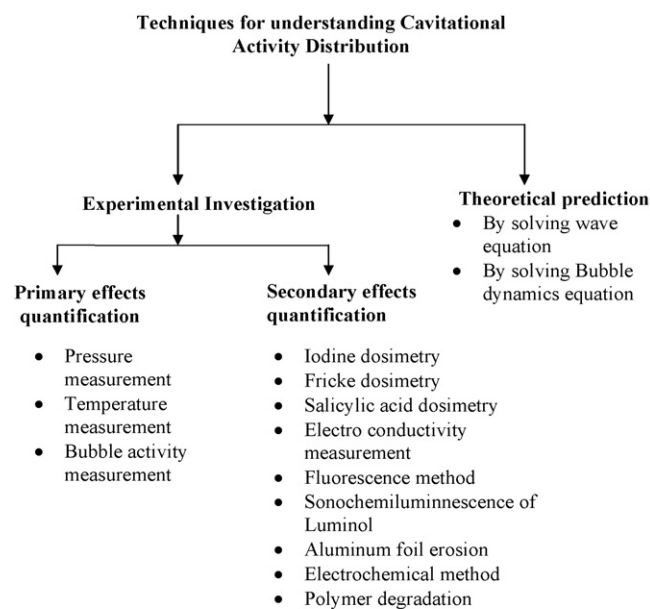 Techniques for understanding Cavitational
Activity Distribution
Experimental Investigation
Theoretical prediction
• By solving wave
equation
• By solving Bubble
dynamics equation
Primary effects
quantification
• Pressure
measurement
• Temperature
measurement
• Bubble activity
measurement
Secondary effects
quantification
• Iodine dosimetry
• Fricke dosimetry
• Salicylic acid dosimetry
• Electro conductivity
measurement
• Fluorescence method
• Sonochemiluminnescence of
Luminol
• Aluminum foil erosion
• Electrochemical method
• Polymer degradation